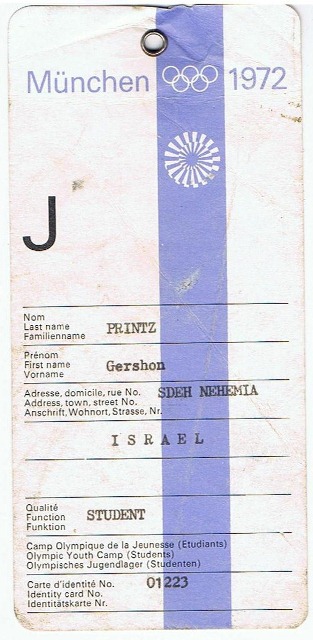 München 1972
J
Nom
Last name PRINTZ
Familienname
Prénom
First name Gershon
Vorname
Adresse, domicile, rue No. SDEH NEHEMIA
Address, town, street No.
Anschrift, Wohnort, Strasse, Nr.
ISRAEL
Qualité
Function STUDENT
Funktion
Camp Olympique de la Jeunesse (Etudiants)
Olympic Youth Camp (Students)
Olympisches Jugendlager (Studenten)
Carte d'identité No. 01223
Identity card No.
Identitätskarte Nr.